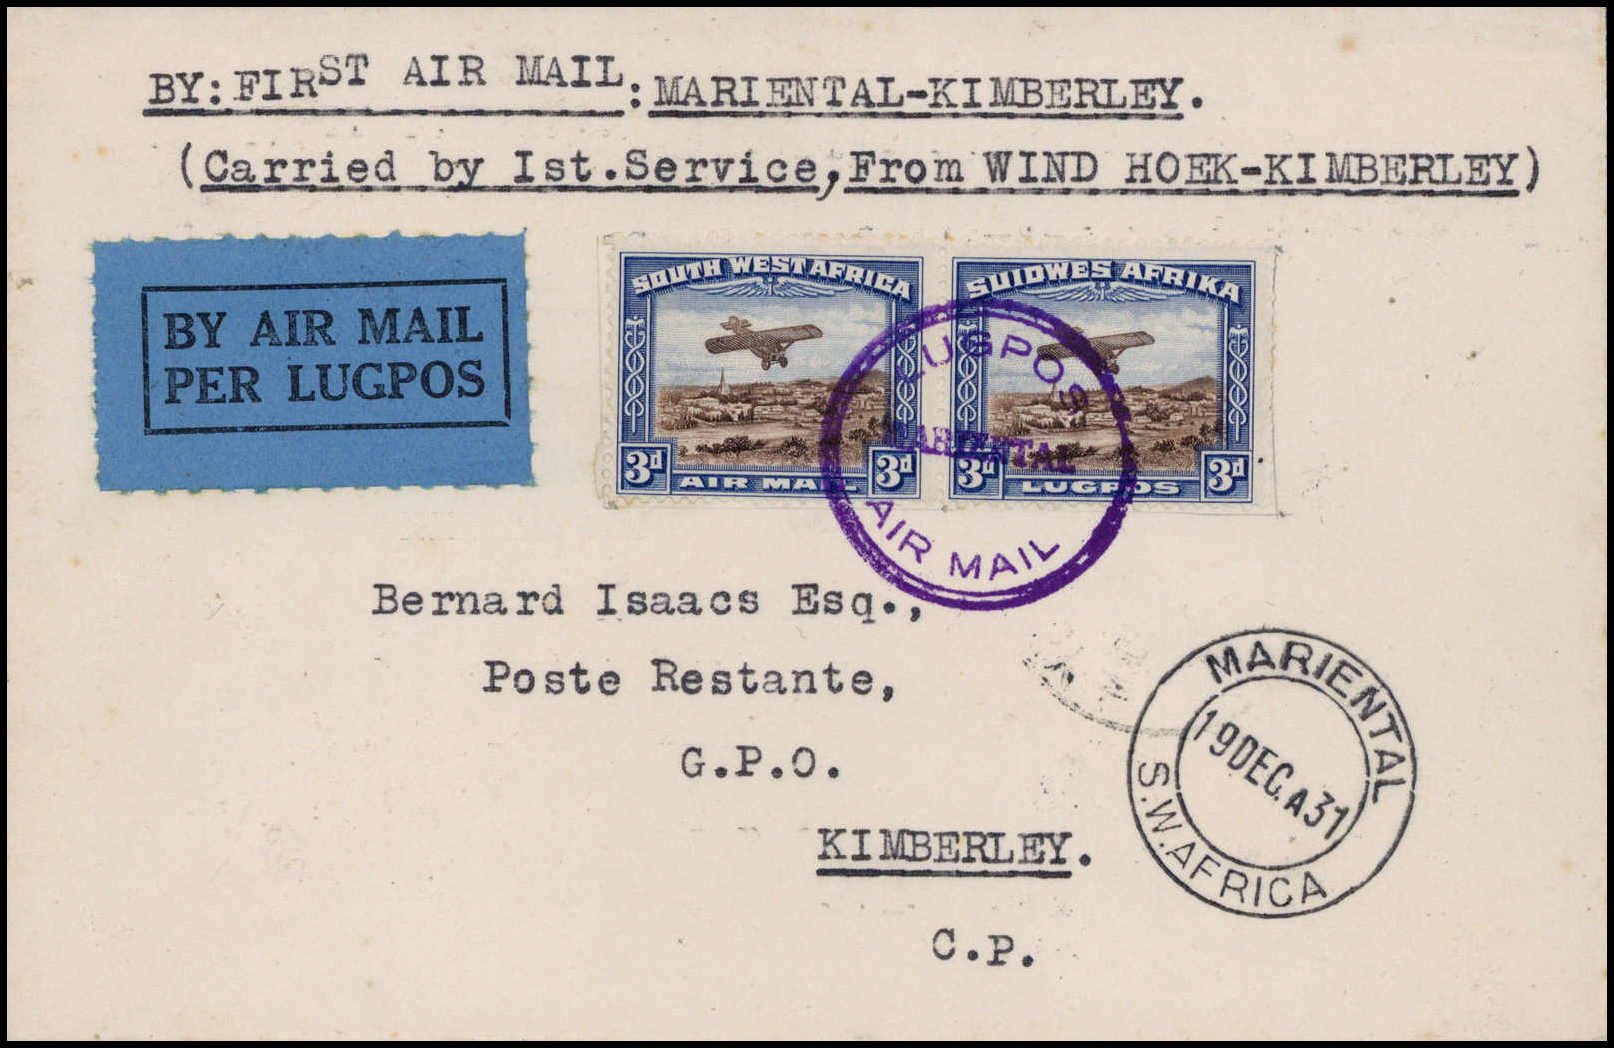 BY: FIRST AIR MAIL: MARIENTAL-KIMBERLEY.
(Carried by Ist.Service, From WIND HOEK-KIMBERLEY)
BY AIR MAIL
PER LUGPOS
SOUTH WEST AFRICA
3d 3d
AIR MAIL
SUIDWES AFRIKA
3d 3d
LUGPOS
LUGPOS
MARIENTAL
AIR MAIL
Bernard Isaacs Esq.,
Poste Restante,
G.P.O.
KIMBERLEY.
C.P.
MARIENTAL
19 DEC.A 31
S.W.AFRICA